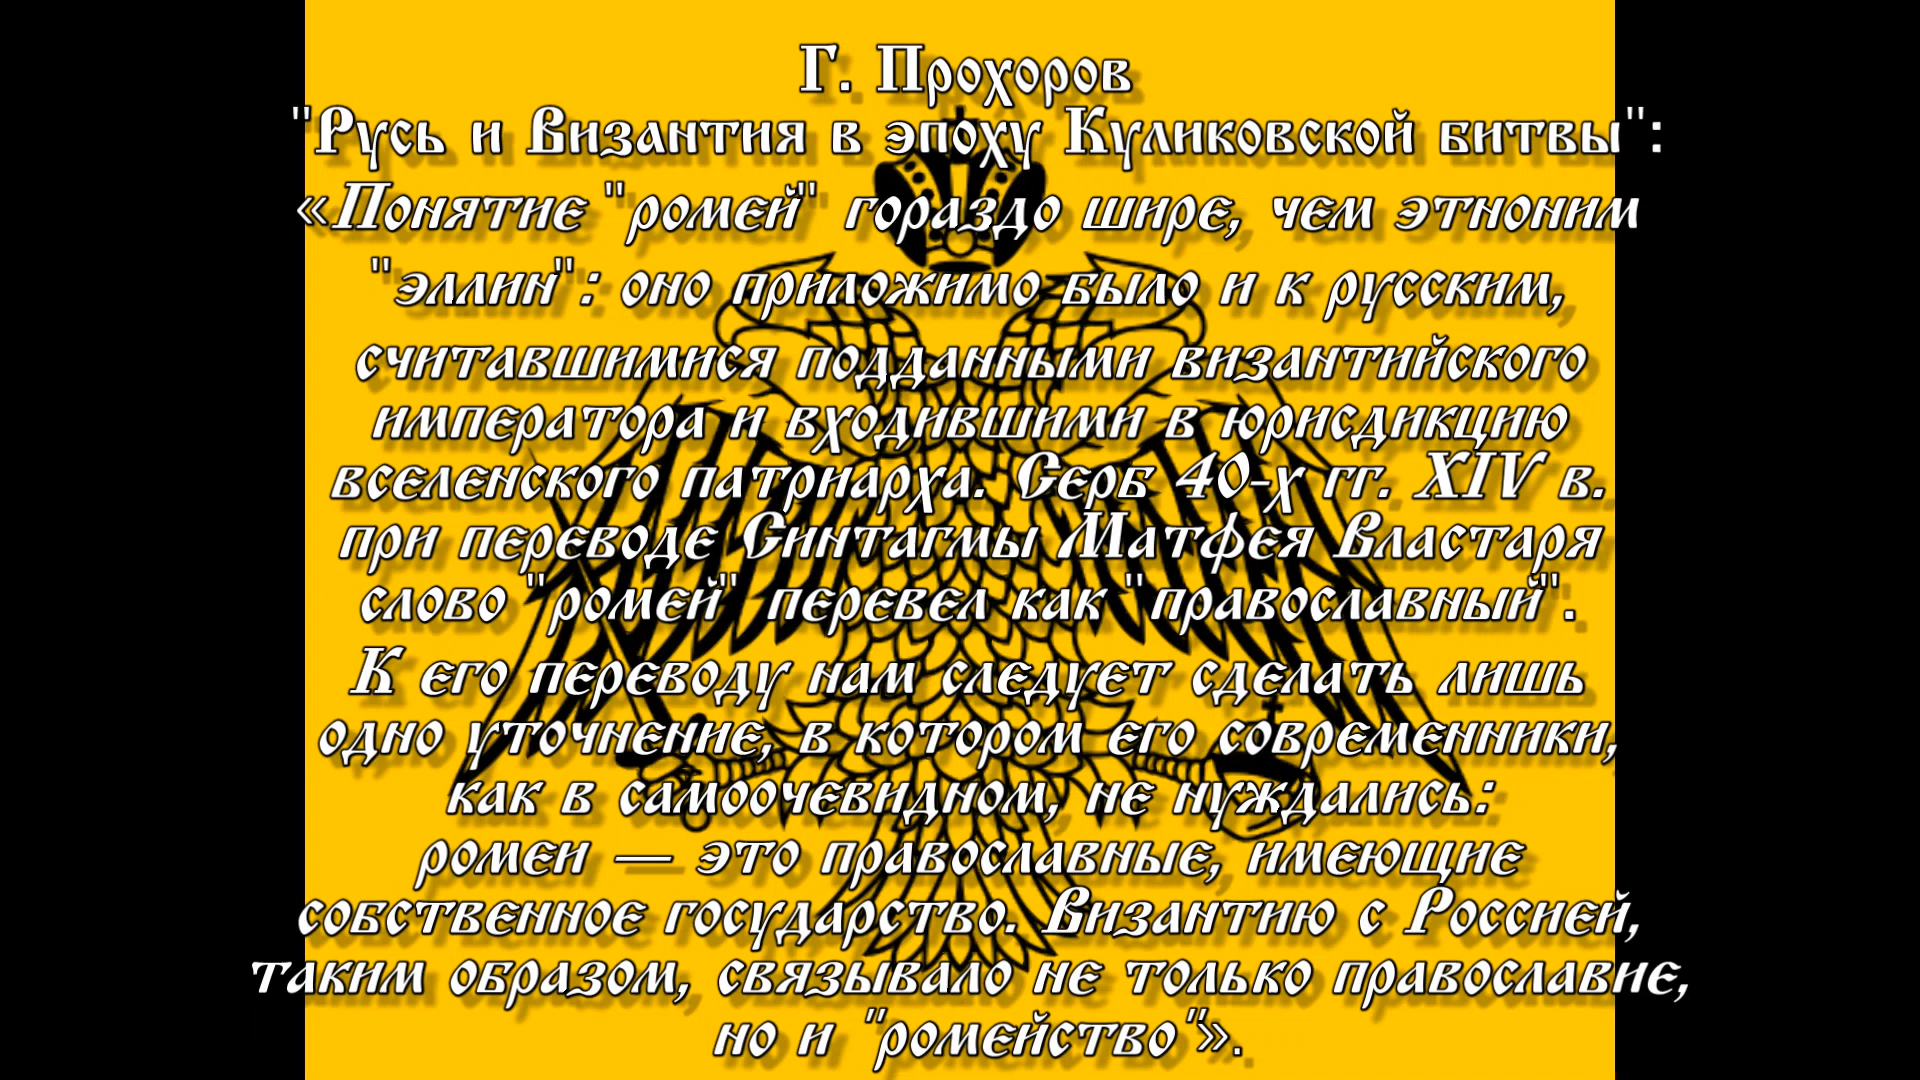 Г. Прохоров
"Русь и Византия в эпоху Куликовской битвы":
«Понятие "ромей" гораздо шире, чем этноним
"эллин": оно приложимо было и к русским,
считавшимися подданными византийского
императора и входившими в юрисдикцию
вселенского патриарха. Серб 40-х гг. XIV в.
при переводе Синтагмы Матфея Властаря
слово "ромей" перевел как "православный".
К его переводу нам следует сделать лишь
одно уточнение, в котором его современники,
как в самоочевидном, не нуждались:
ромеи — это православные, имеющие
собственное государство. Византию с Россией,
таким образом, связывало не только православие,
но и "ромейство"».